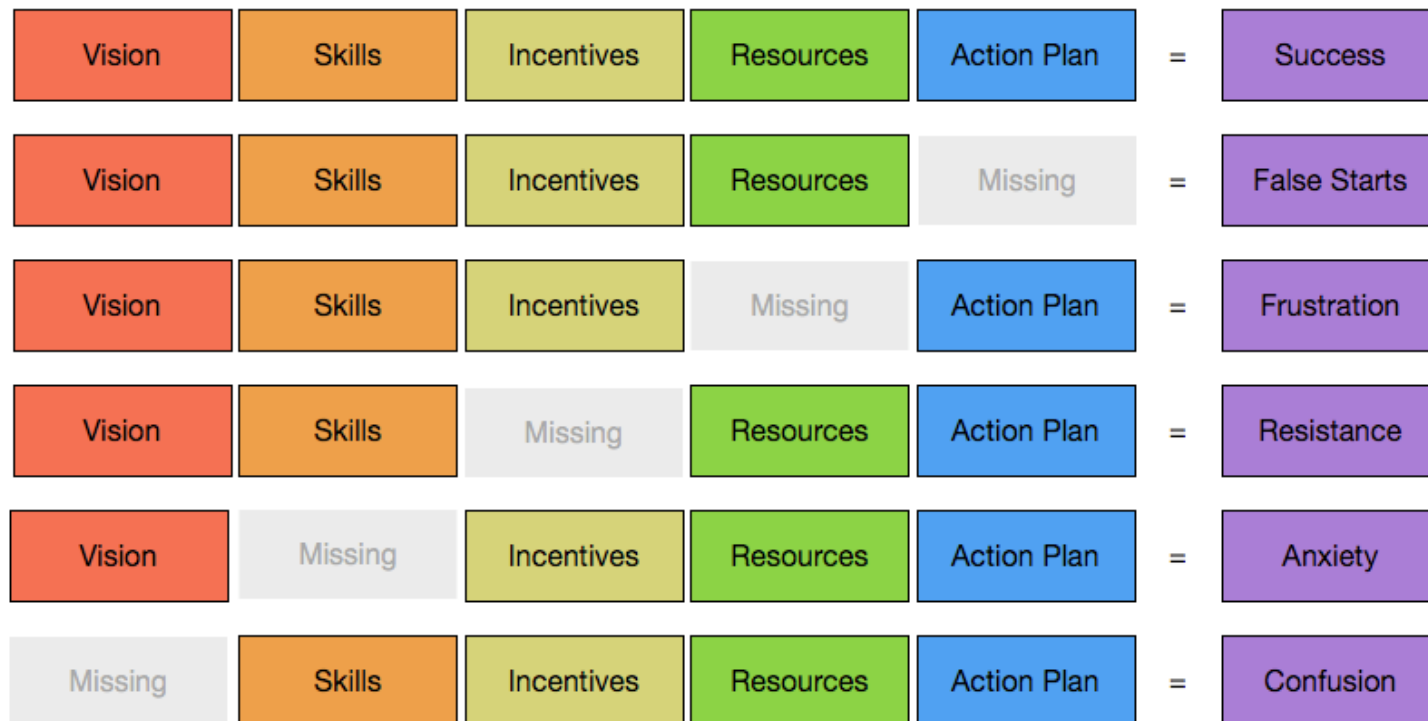 Vision Skills Incentives Resources Action Plan = Success
Vision Skills Incentives Resources Missing = False Starts
Vision Skills Incentives Missing Action Plan = Frustration
Vision Skills Missing Resources Action Plan = Resistance
Vision Missing Incentives Resources Action Plan = Anxiety
Missing Skills Incentives Resources Action Plan = Confusion